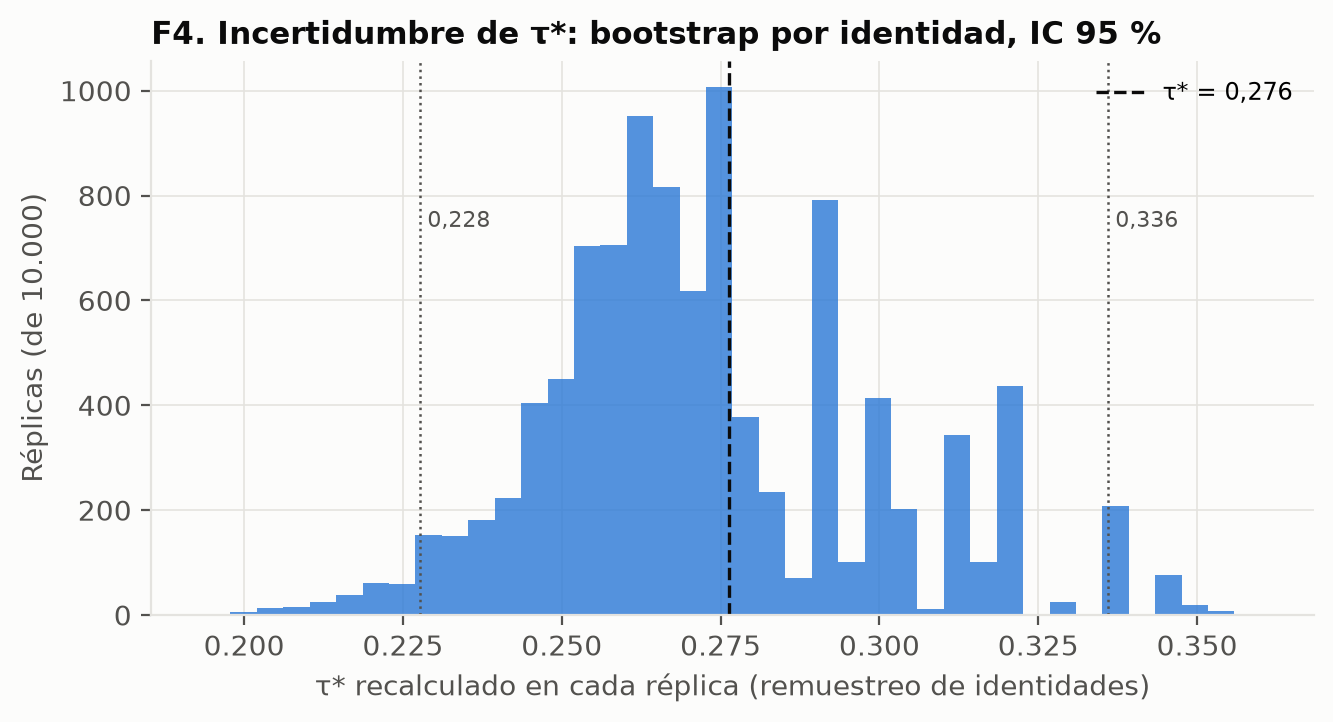 F4. Incertidumbre de τ*: bootstrap por identidad, IC 95 %
Réplicas (de 10.000)
1000
800
600
400
200
0
τ* = 0,276
0,228
0,336
0.200 0.225 0.250 0.275 0.300 0.325 0.350
τ* recalculado en cada réplica (remuestreo de identidades)